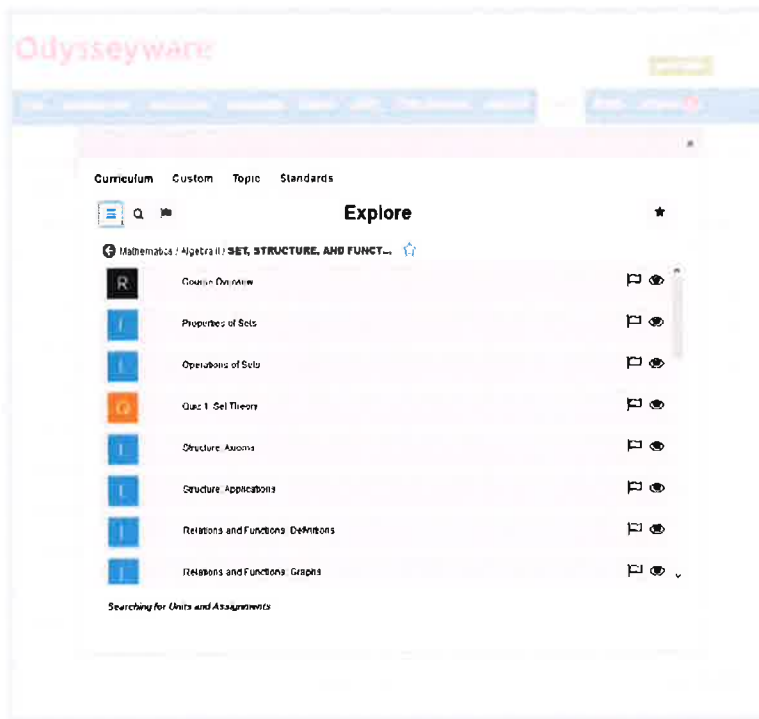 Odysseyware
Curriculum Custom Topic Standards
Explore
Mathematics / Algebra II / SET, STRUCTURE, AND FUNCT...
R Course Overview
L Properties of Sets
L Operations of Sets
Q Quiz 1: Set Theory
L Structure: Axioms
L Structure: Applications
L Relations and Functions: Definitions
L Relations and Functions: Graphs
Searching for Units and Assignments